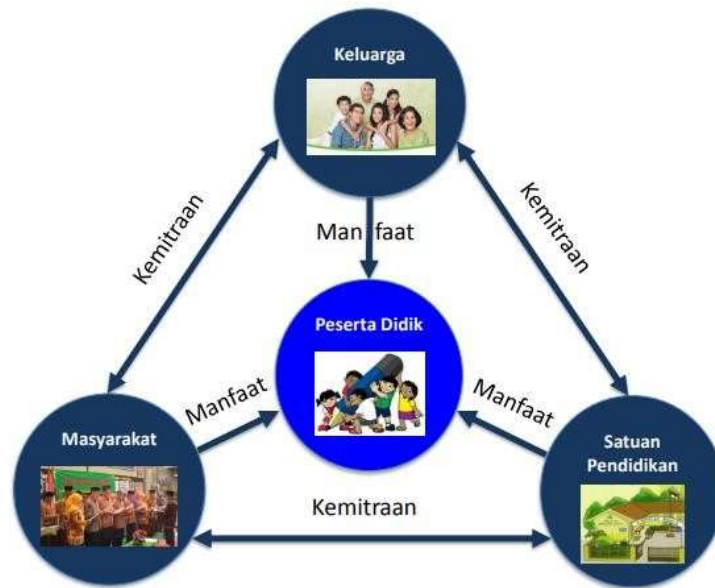 Keluarga
Kemitraan
Kemitraan
Manfaat
Peserta Didik
Manfaat
Manfaat
Masyarakat
Satuan
Pendidikan
Kemitraan